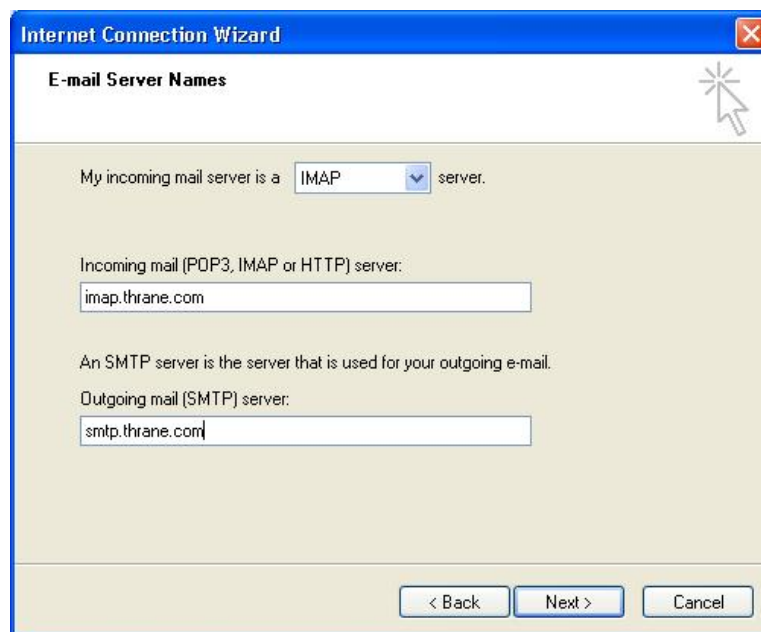 Internet Connection Wizard
E-mail Server Names
My incoming mail server is a IMAP server.
Incoming mail (POP3, IMAP or HTTP) server:
imap.thrane.com
An SMTP server is the server that is used for your outgoing e-mail.
Outgoing mail (SMTP) server:
smtp.thrane.com
< Back Next > Cancel